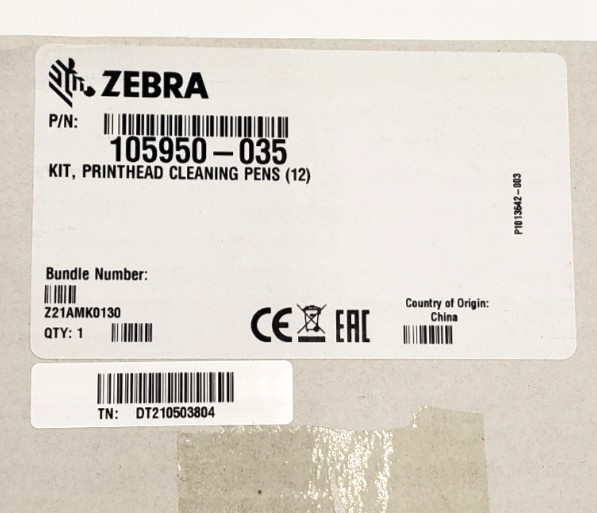 ZEBRA
P/N:
105950-035
KIT, PRINTHEAD CLEANING PENS (12)
P1013642-003
Bundle Number:
Z21AMK0130
QTY: 1
CE EAC
Country of Origin:
China
TN: DT210503804